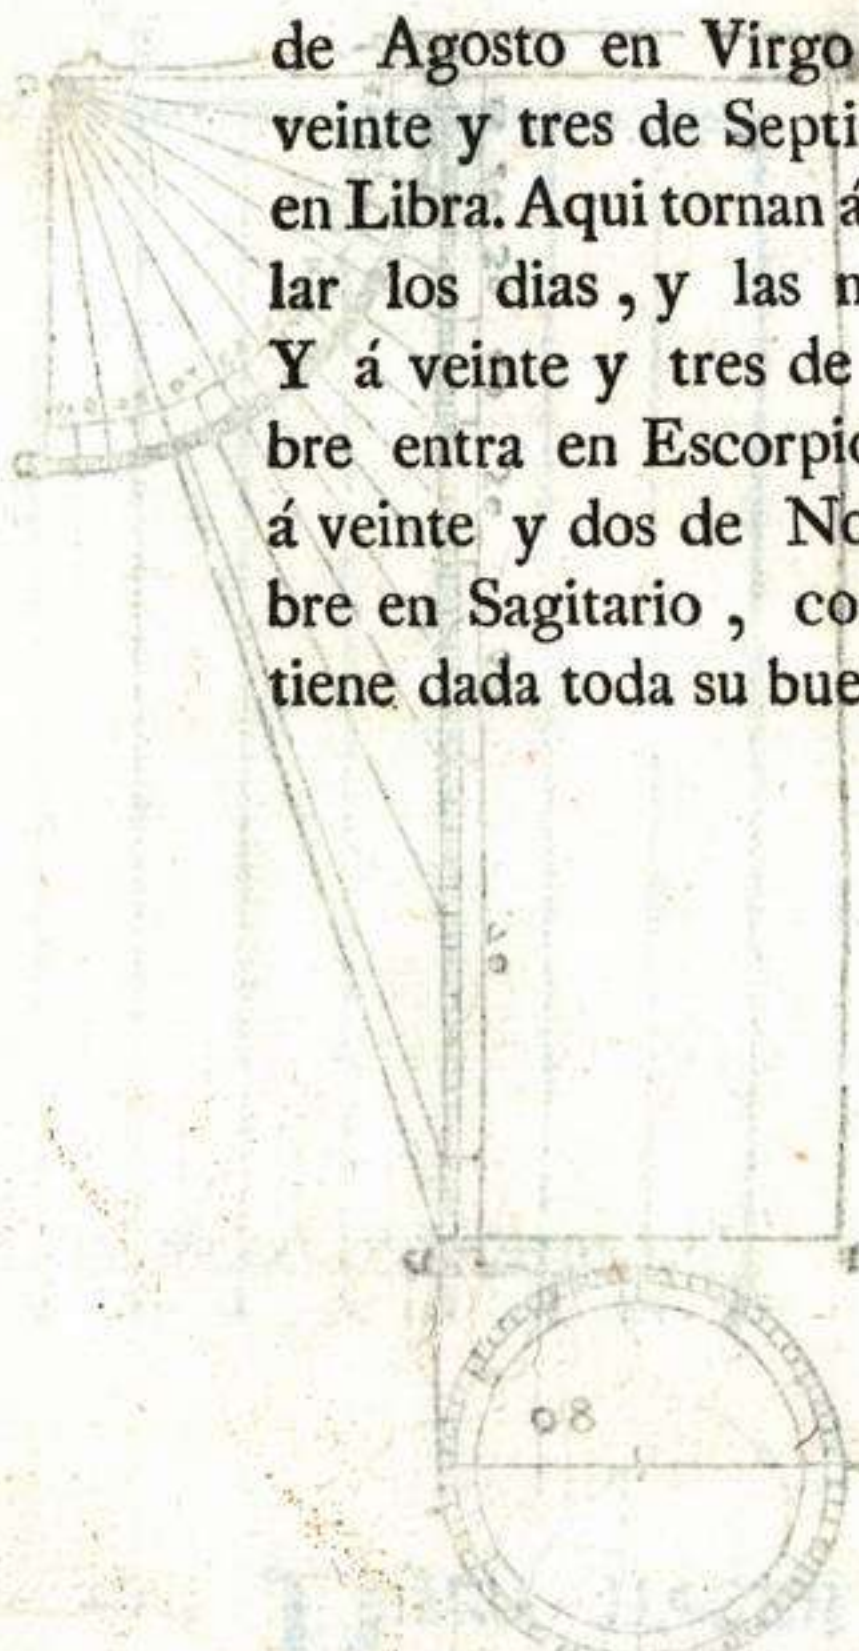 de Agosto en Virgo
veinte y tres de Septi
en Libra. Aqui tornan á
lar los dias, y las
Y á veinte y tres de
bre entra en Escorpi
á veinte y dos de No
bre en Sagitario, co
tiene dada toda su bue